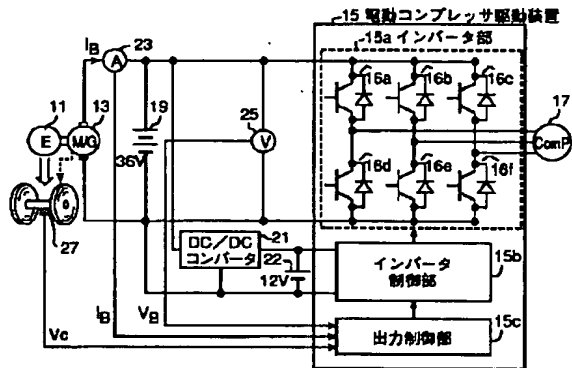 15 電動コンプレッサ駆動装置
15a インバータ部
I_B
23
A
11
13
E
M/G
19
36V
25
V
16a
16b
16c
17
ComP
16d
16e
16f
27
DC/DC
コンバータ
21
22
12V
インバータ
制御部
15b
出力制御部
15c
Vc
I_B
V_B